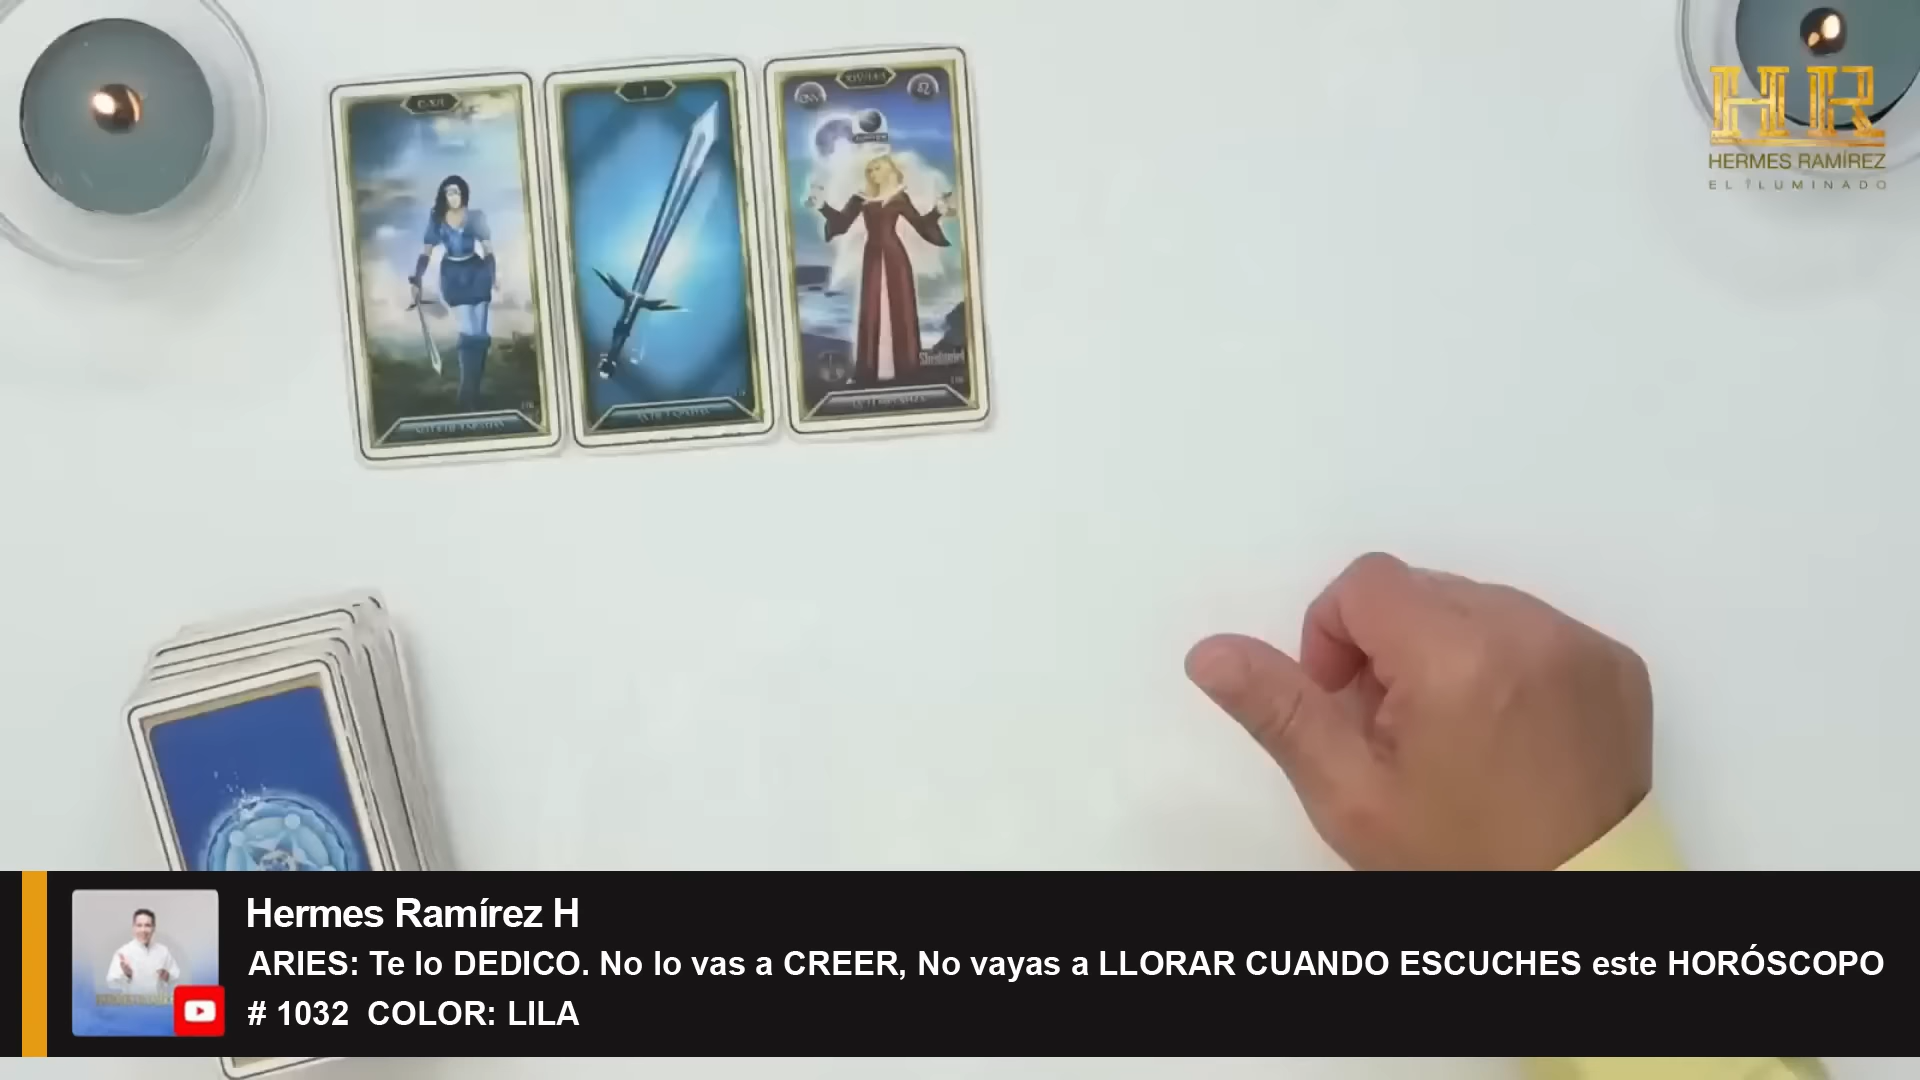 HR
HERMES RAMÍREZ
EL ILUMINADO
I
Hermes Ramírez H
ARIES: Te lo DEDICO. No lo vas a CREER, No vayas a LLORAR CUANDO ESCUCHES este HORÓSCOPO
# 1032  COLOR: LILA